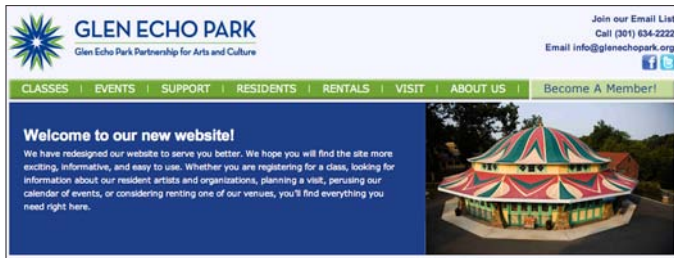 GLEN ECHO PARK
Glen Echo Park Partnership for Arts and Culture
Join our Email List
Call (301) 634-2222
Email info@glenechopark.org
CLASSES | EVENTS | SUPPORT | RESIDENTS | RENTALS | VISIT | ABOUT US | Become A Member!
Welcome to our new website!
We have redesigned our website to serve you better. We hope you will find the site more
exciting, informative, and easy to use. Whether you are registering for a class, looking for
information about our resident artists and organizations, planning a visit, perusing our
calendar of events, or considering renting one of our venues, you'll find everything you
need right here.